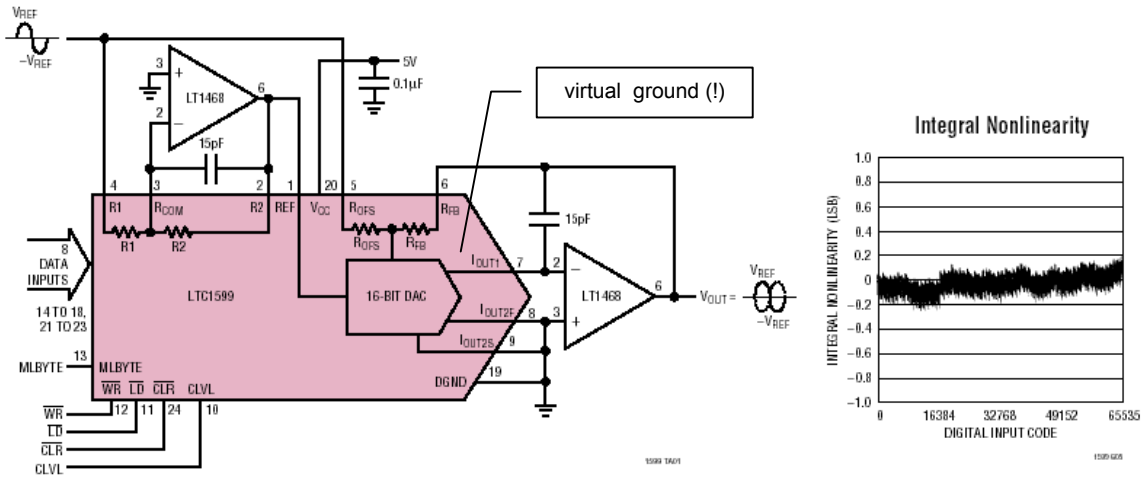 VREF
−VREF
3
+
2
−
6
LT1468
15pF
5V
0.1µF
virtual ground (!)
4
3
2
1
20
5
6
R1
RCOM
R2
REF
VCC
ROFS
RFB
R1
R2
ROFS
RFB
15pF
8
DATA
INPUTS
14 TO 18,
21 TO 23
LTC1599
16-BIT DAC
IOUT1
7
2
−
LT1468
6
VOUT =
VREF
−VREF
IOUT2F
8
3
+
IOUT2S
9
DGND
19
MLBYTE
13
MLBYTE
WR
LD
CLR
CLVL
12
11
24
10
WR
LD
CLR
CLVL
1599 TA01
Integral Nonlinearity
INTEGRAL NONLINEARITY (LSB)
1.0
0.8
0.6
0.4
0.2
0
−0.2
−0.4
−0.6
−0.8
−1.0
0
16384
32768
49152
65535
DIGITAL INPUT CODE